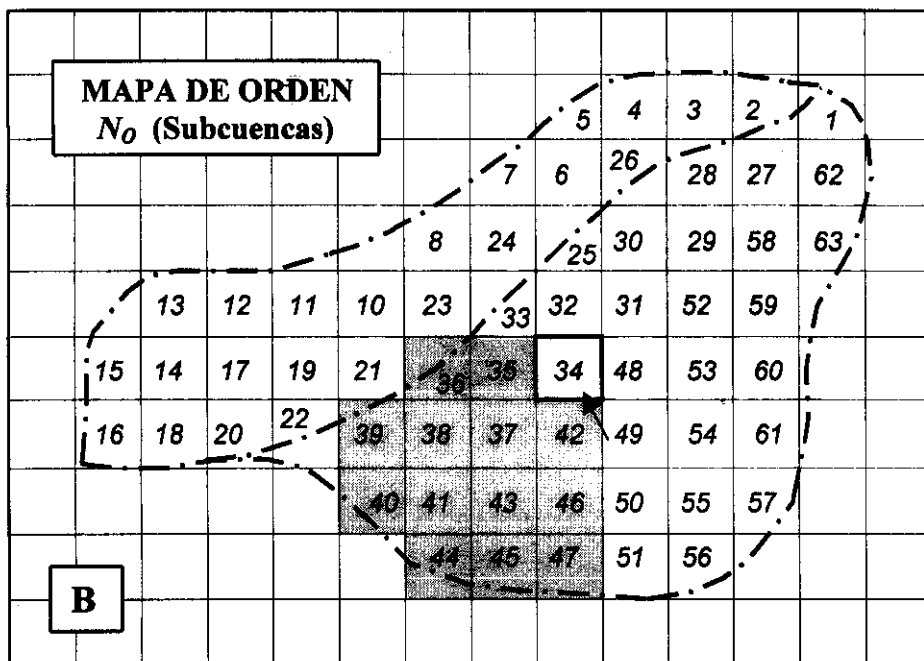 MAPA DE ORDEN
N_O (Subcuencas)
5 4 3 2 1
7 6 26 28 27 62
8 24 25 30 29 58 63
13 12 11 10 23 33 32 31 52 59
15 14 17 19 21 36 35 34 48 53 60
16 18 20 22 39 38 37 42 49 54 61
40 41 43 46 50 55 57
44 45 47 51 56
B